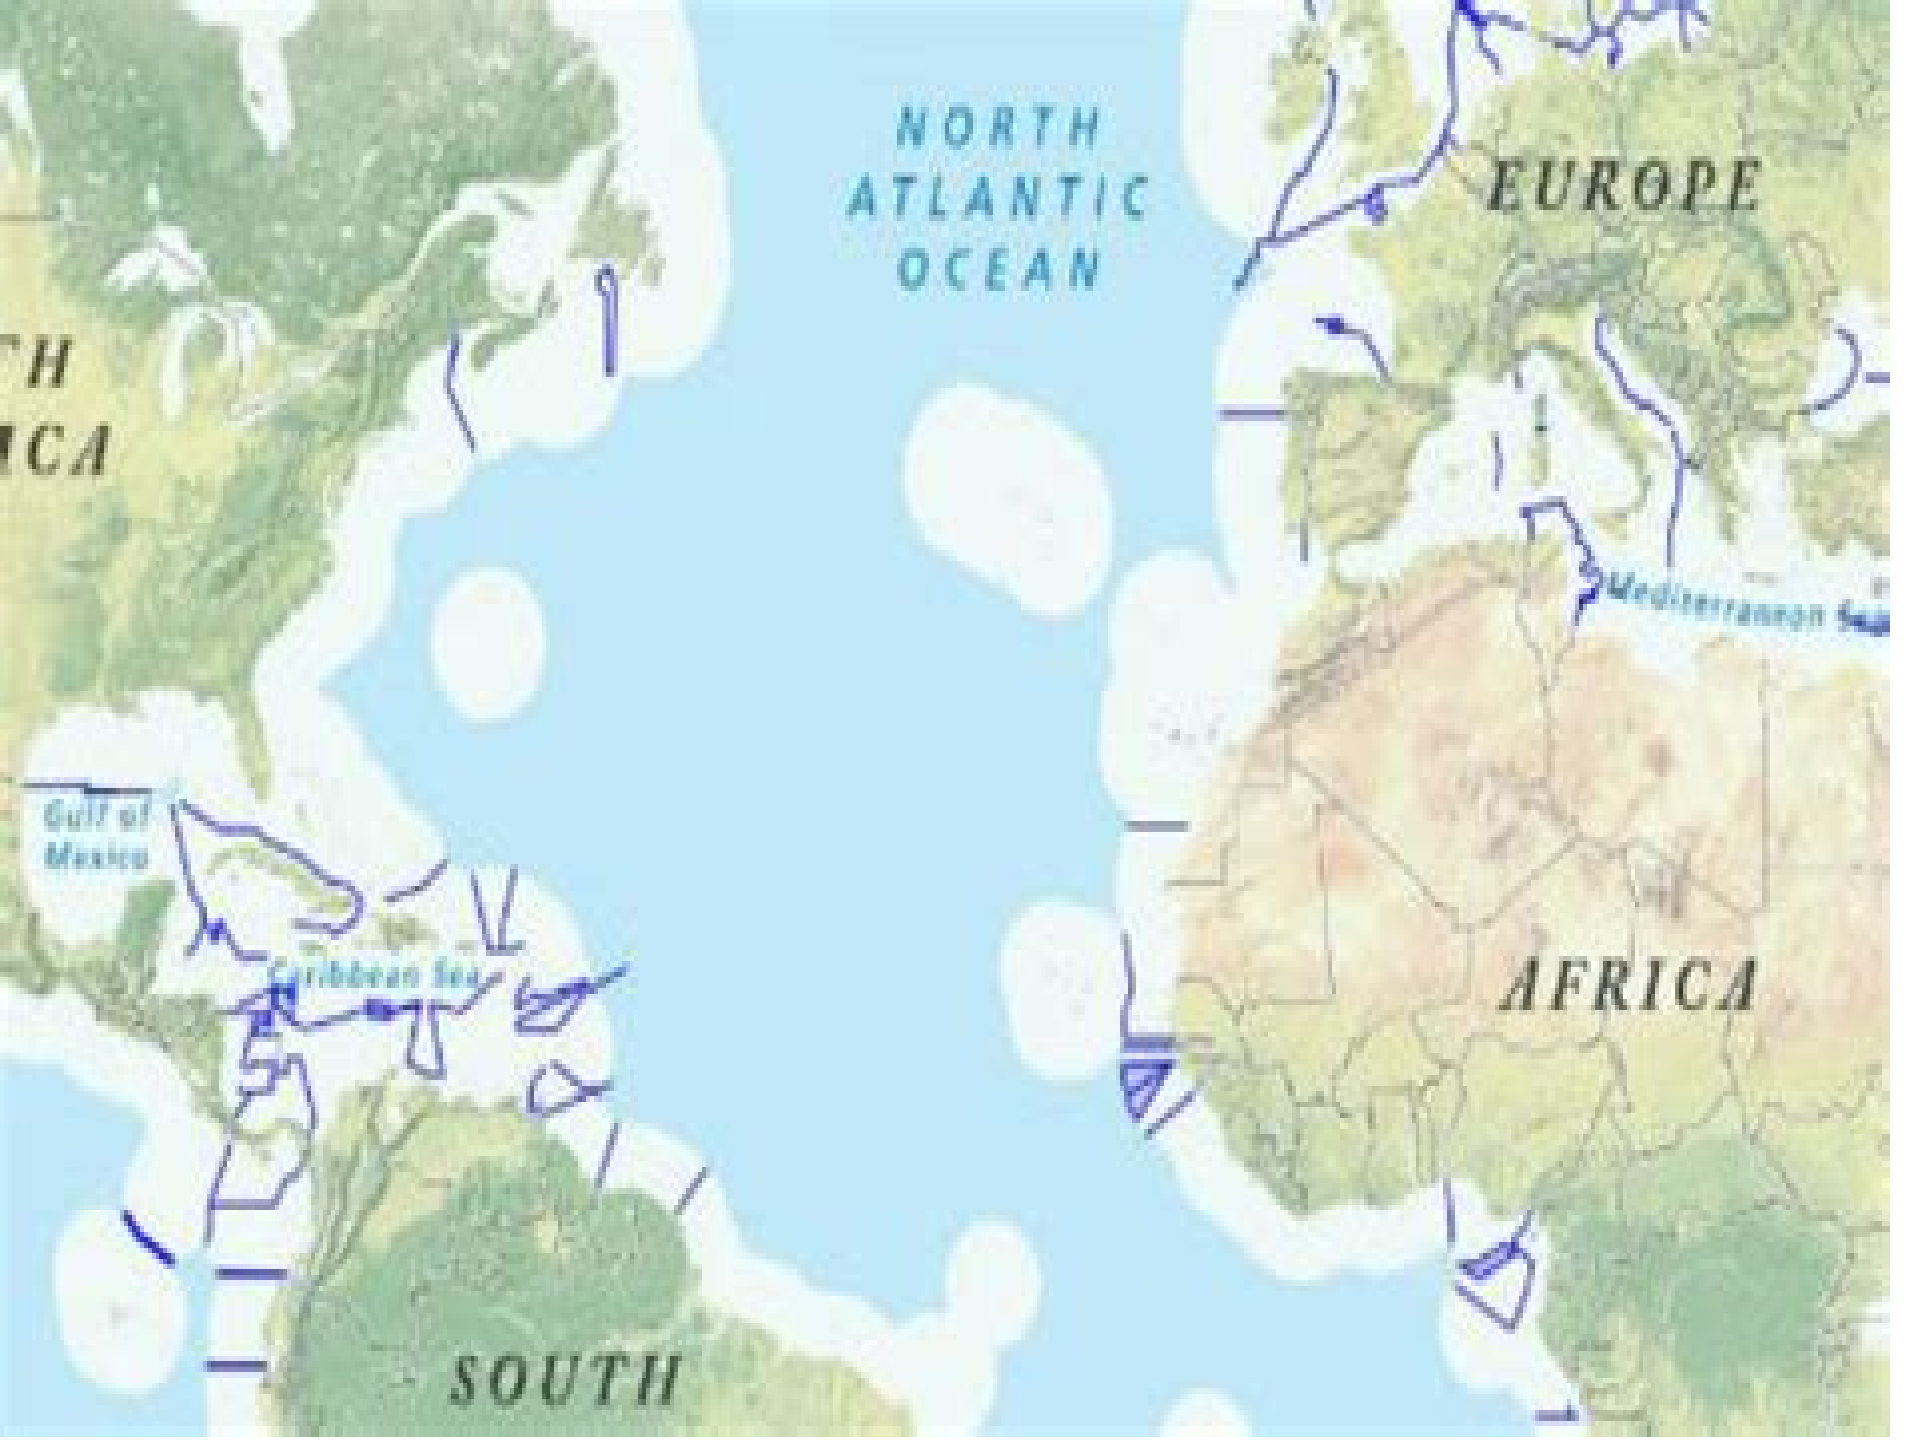 NORTH
ATLANTIC
OCEAN
EUROPE
TH
ICA
Mediterranean Sea
Gulf of
Mexico
Caribbean Sea
AFRICA
SOUTH